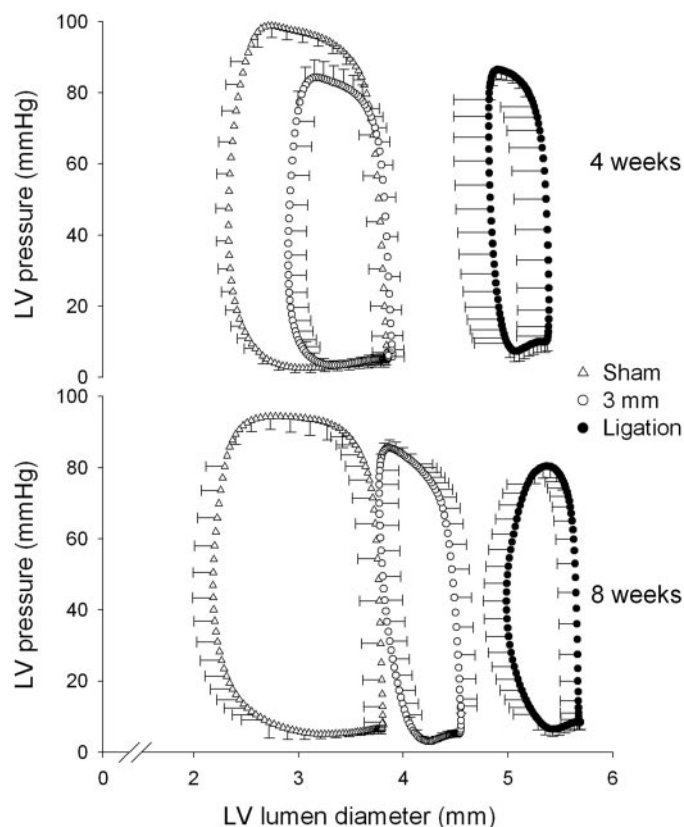 100
80
60
40
20
0
LV pressure (mmHg)
4 weeks
△ Sham
○ 3 mm
● Ligation
100
80
60
40
20
0
LV pressure (mmHg)
8 weeks
0 2 3 4 5 6
LV lumen diameter (mm)